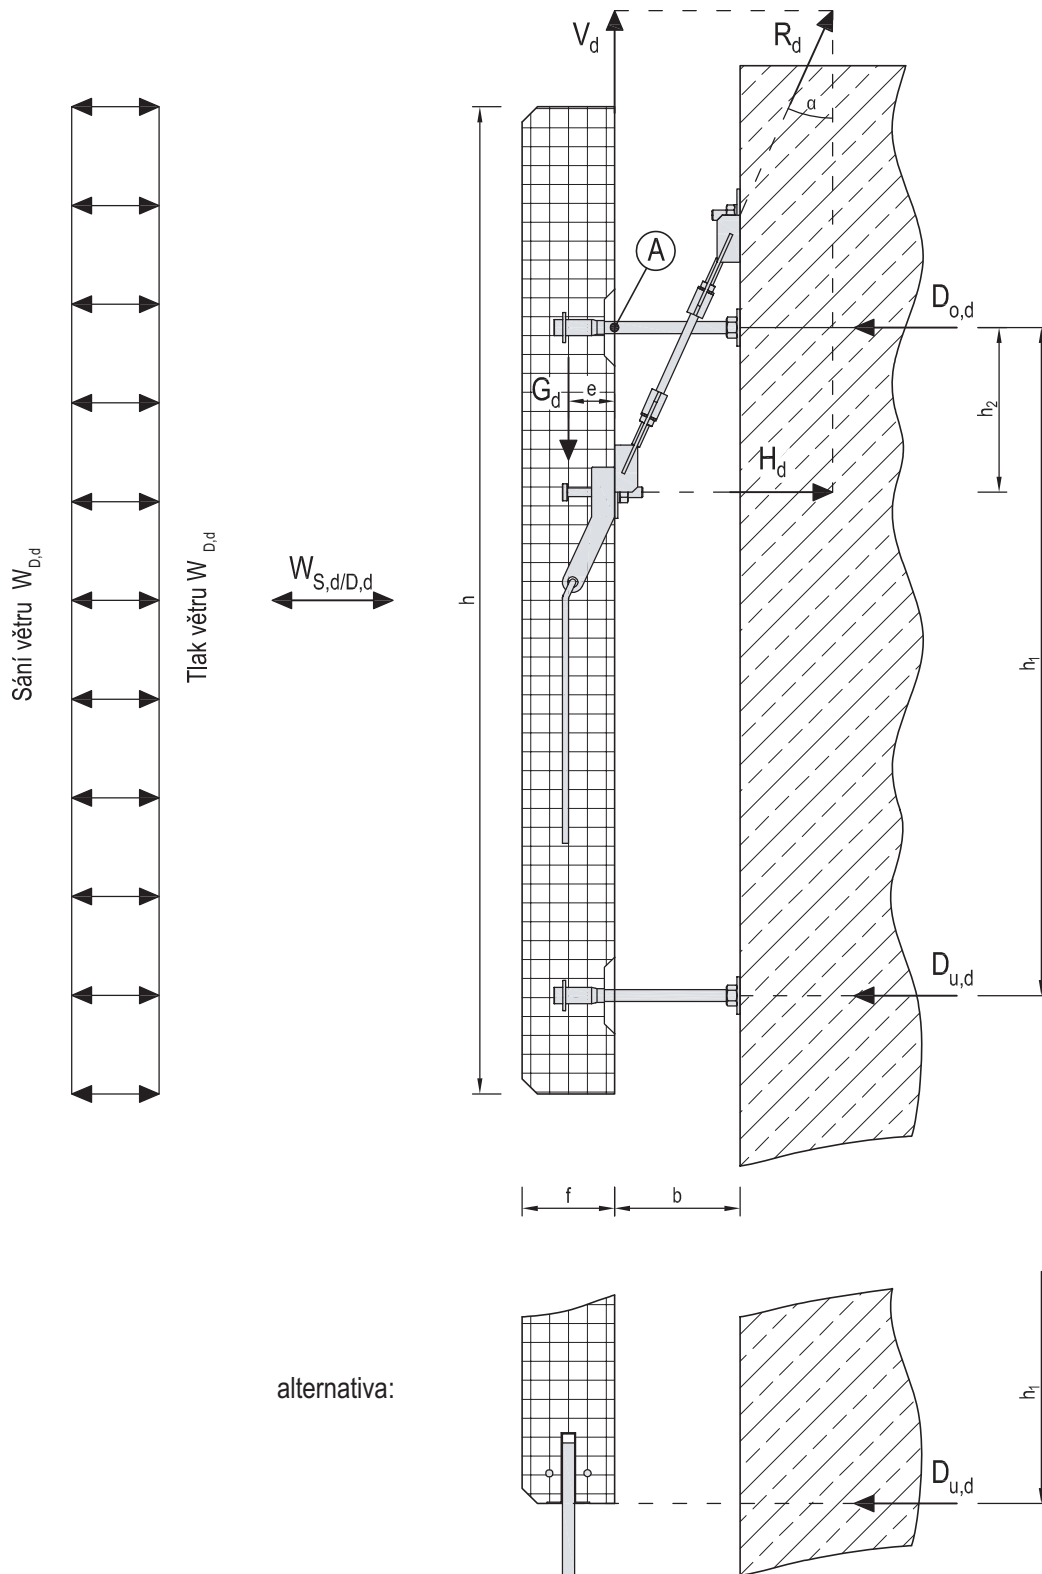 V_d
R_d
α
A
D_o,d
G_d
e
h_2
H_d
Sání větru W_D,d
Tlak větru W_D,d
W_S,d/D,d
h
h_1
D_u,d
f
b
alternativa:
h_1
D_u,d